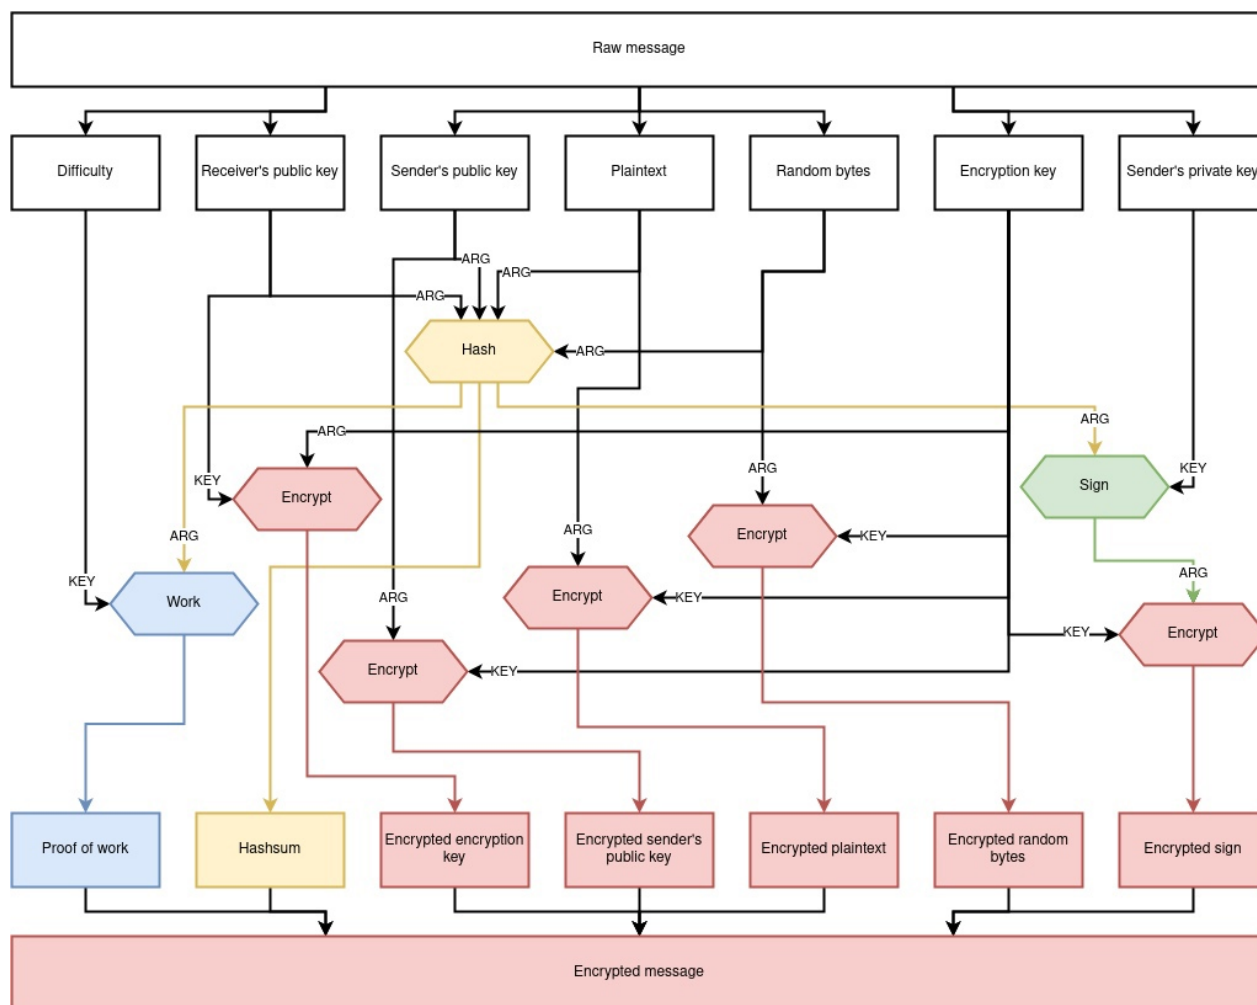 Raw message
Difficulty
Receiver's public key
Sender's public key
Plaintext
Random bytes
Encryption key
Sender's private key
ARG
ARG
ARG
Hash
ARG
ARG
ARG
ARG
KEY
KEY
Encrypt
Sign
ARG
ARG
Encrypt
KEY
ARG
KEY
Work
ARG
Encrypt
KEY
KEY
Encrypt
Encrypt
KEY
Proof of work
Hashsum
Encrypted encryption
key
Encrypted sender's
public key
Encrypted plaintext
Encrypted random
bytes
Encrypted sign
Encrypted message